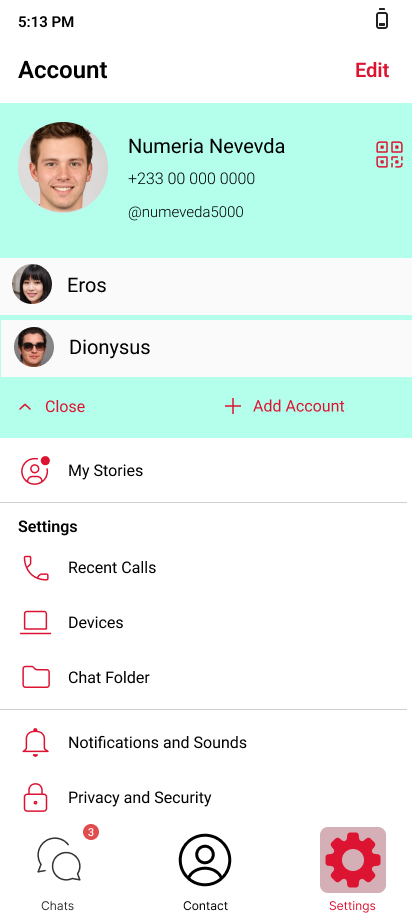 5:13 PM
Account
Edit
Numeria Nevevda
+233 00 000 0000
@numeveda5000
Eros
Dionysus
Close
Add Account
My Stories
Settings
Recent Calls
Devices
Chat Folder
Notifications and Sounds
Privacy and Security
3
Chats
Contact
Settings